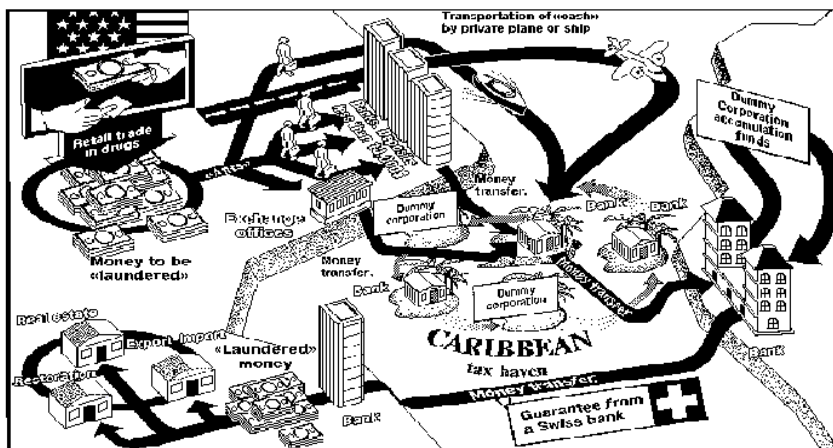 Transportation of «cash»
by private plane or ship
Retail trade
in drugs
Dummy
Corporation
accumulation
funds
Money to be
«laundered»
Exchange
offices
Money
transfer.
Dummy
corporation
Bank
Bank
Money
transfer.
Bank
Dummy
corporation
Money transfer
CARIBBEAN
tax haven
Bank
Real estate
Export-Import
Restoration
«Laundered»
money
Bank
Money transfer.
Guarantee from
a Swiss bank